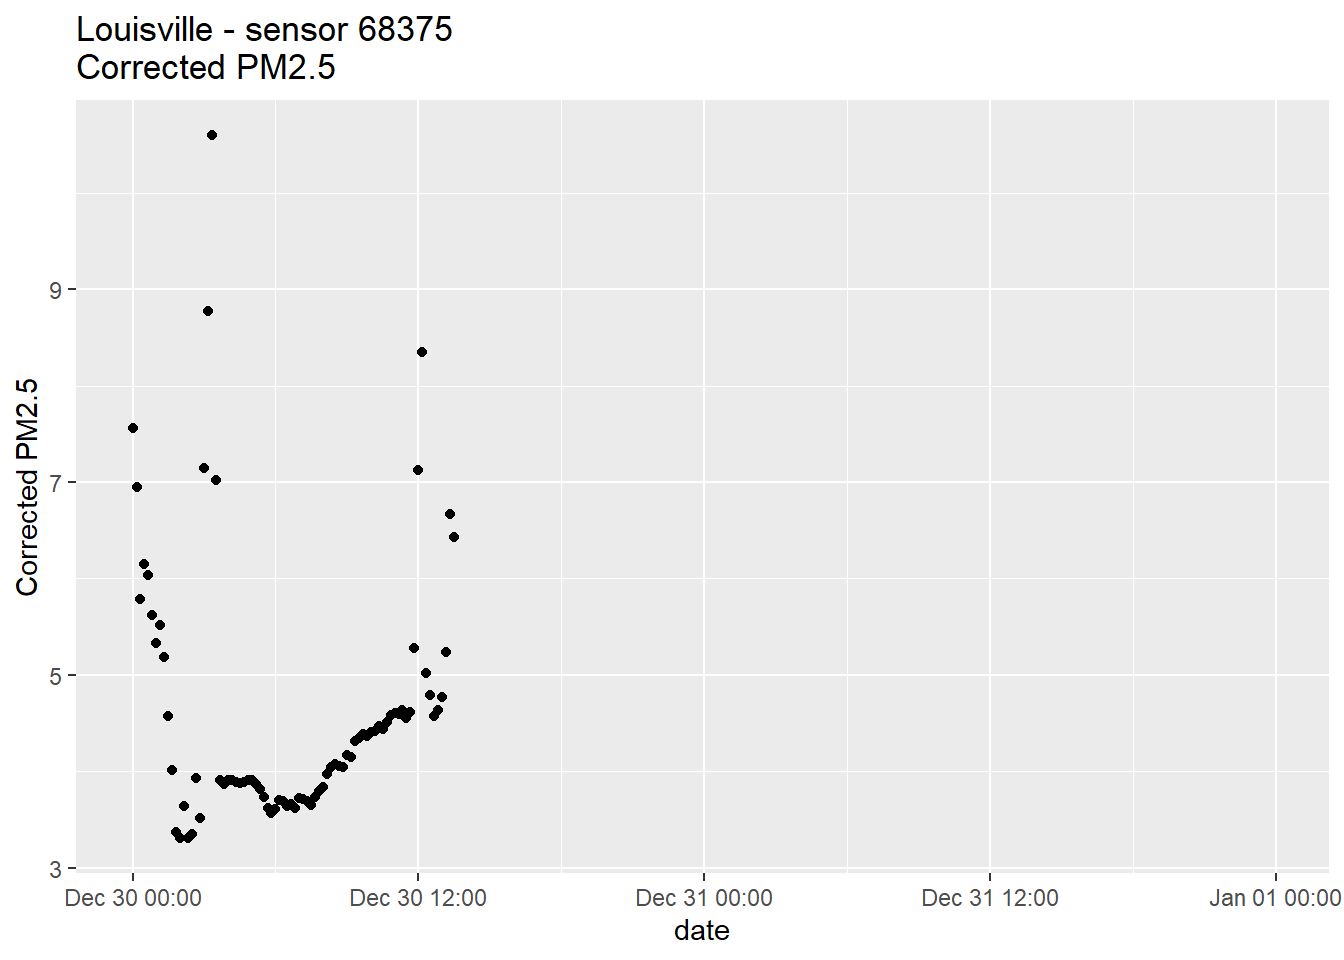 Louisville - sensor 68375
Corrected PM2.5
Corrected PM2.5
9
7
5
3
Dec 30 00:00
Dec 30 12:00
Dec 31 00:00
Dec 31 12:00
Jan 01 00:00
date